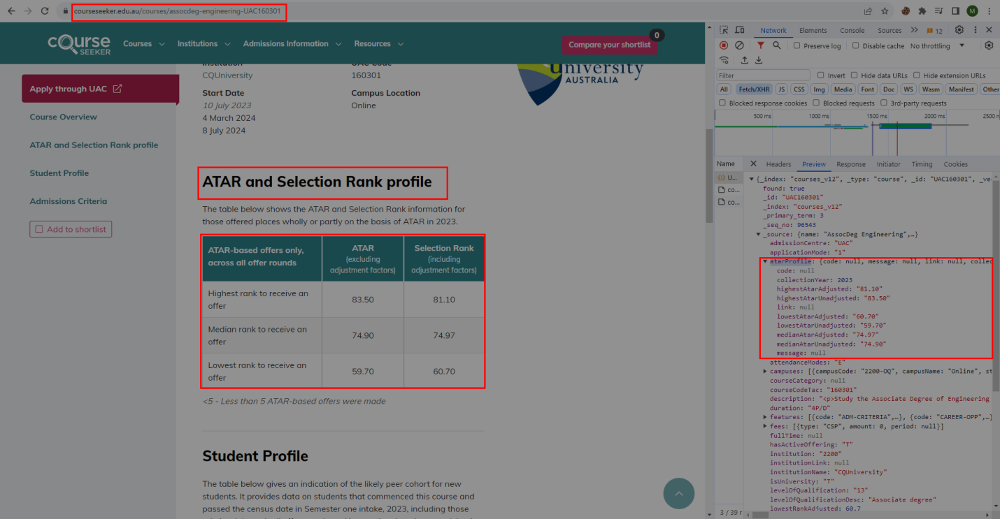 courseseeker.edu.au/courses/assocdeg-engineering-UAC160301
M
course
SEEKER
Courses
Institutions
Admissions Information
Resources
Compare your shortlist
0
Apply through UAC
Course Overview
ATAR and Selection Rank profile
Student Profile
Admissions Criteria
Add to shortlist
CQUniversity
160301
Start Date
Campus Location
10 July 2023
Online
4 March 2024
8 July 2024
University
AUSTRALIA
ATAR and Selection Rank profile
The table below shows the ATAR and Selection Rank information for
those offered places wholly or partly on the basis of ATAR in 2023.
ATAR-based offers only,
across all offer rounds
ATAR
(excluding
adjustment factors)
Selection Rank
(including
adjustment factors)
Highest rank to receive an
offer
83.50
81.10
Median rank to receive an
offer
74.90
74.97
Lowest rank to receive an
offer
59.70
60.70
<5 - Less than 5 ATAR-based offers were made
Student Profile
The table below gives an indication of the likely peer cohort for new
students. It provides data on students that commenced this course and
passed the census date in Semester one intake, 2023, including those
Network Elements Console Sources 12
Preserve log Disable cache No throttling
Filter Invert Hide data URLs Hide extension URLs
All Fetch/XHR JS CSS Img Media Font Doc WS Wasm Manifest Other
Blocked response cookies Blocked requests 3rd-party requests
500 ms 1000 ms 1500 ms 2000 ms 2500
Name
U...
co...
co...
3 / 39 r
Headers Preview Response Initiator Timing Cookies
{_index: "courses_v12", _type: "course", _id: "UAC160301", _ve
found: true
_id: "UAC160301"
_index: "courses_v12"
_primary_term: 3
_seq_no: 96543
_source: {name: "AssocDeg Engineering",…}
admissionCentre: "UAC"
applicationMode: "1"
atarProfile: {code: null, message: null, link: null, collec
code: null
collectionYear: 2023
highestAtarAdjusted: "81.10"
highestAtarUnadjusted: "83.50"
link: null
lowestAtarAdjusted: "60.70"
lowestAtarUnadjusted: "59.70"
medianAtarAdjusted: "74.97"
medianAtarUnadjusted: "74.90"
message: null
attendanceModes: "E"
campuses: [{campusCode: "2200-OQ", campusName: "Online", st
courseCategory: null
courseCodeTac: "160301"
description: "<p>Study the Associate Degree of Engineering
duration: "4P/D"
features: [{code: "ADM-CRITERIA",…}, {code: "CAREER-OPP",…}
fees: [{type: "CSP", amount: 0, period: null}]
fullTime: null
hasActiveOffering: "T"
institution: "2200"
institutionLink: null
institutionName: "CQUniversity"
isUniversity: "T"
levelOfQualification: "13"
levelOfQualificationDesc: "Associate degree"
lowestRankAdjusted: 60.7